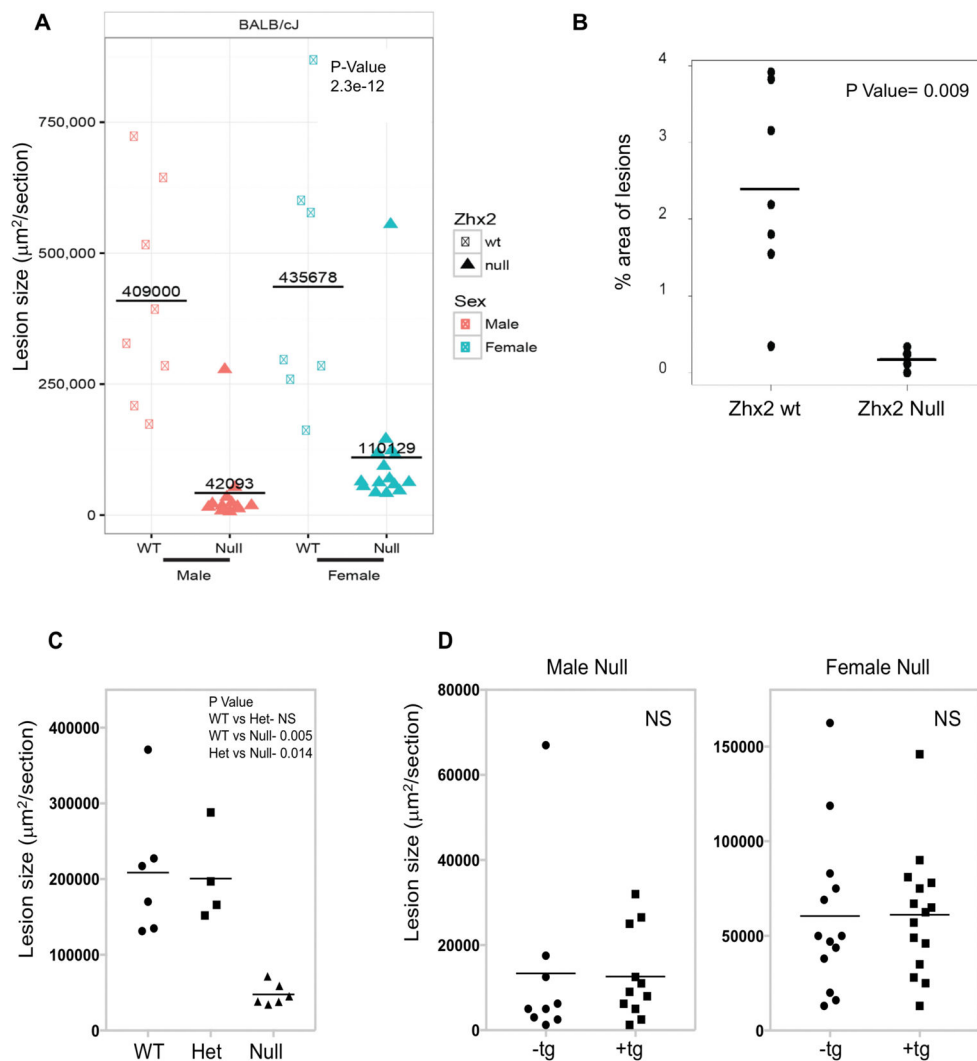 A
BALB/cJ
P-Value
2.3e-12
Lesion size (μm²/section)
750,000
500,000
250,000
0
409000
42093
435678
110129
WT
Null
WT
Null
Male
Female
Zhx2
wt
null
Sex
Male
Female
B
P Value= 0.009
% area of lesions
4
3
2
1
0
Zhx2 wt
Zhx2 Null
C
P Value
WT vs Het- NS
WT vs Null- 0.005
Het vs Null- 0.014
Lesion size (μm²/section)
400000
300000
200000
100000
0
WT
Het
Null
D
Male Null
NS
Lesion size (μm²/section)
80000
60000
40000
20000
0
-tg
+tg
Female Null
NS
150000
100000
50000
0
-tg
+tg